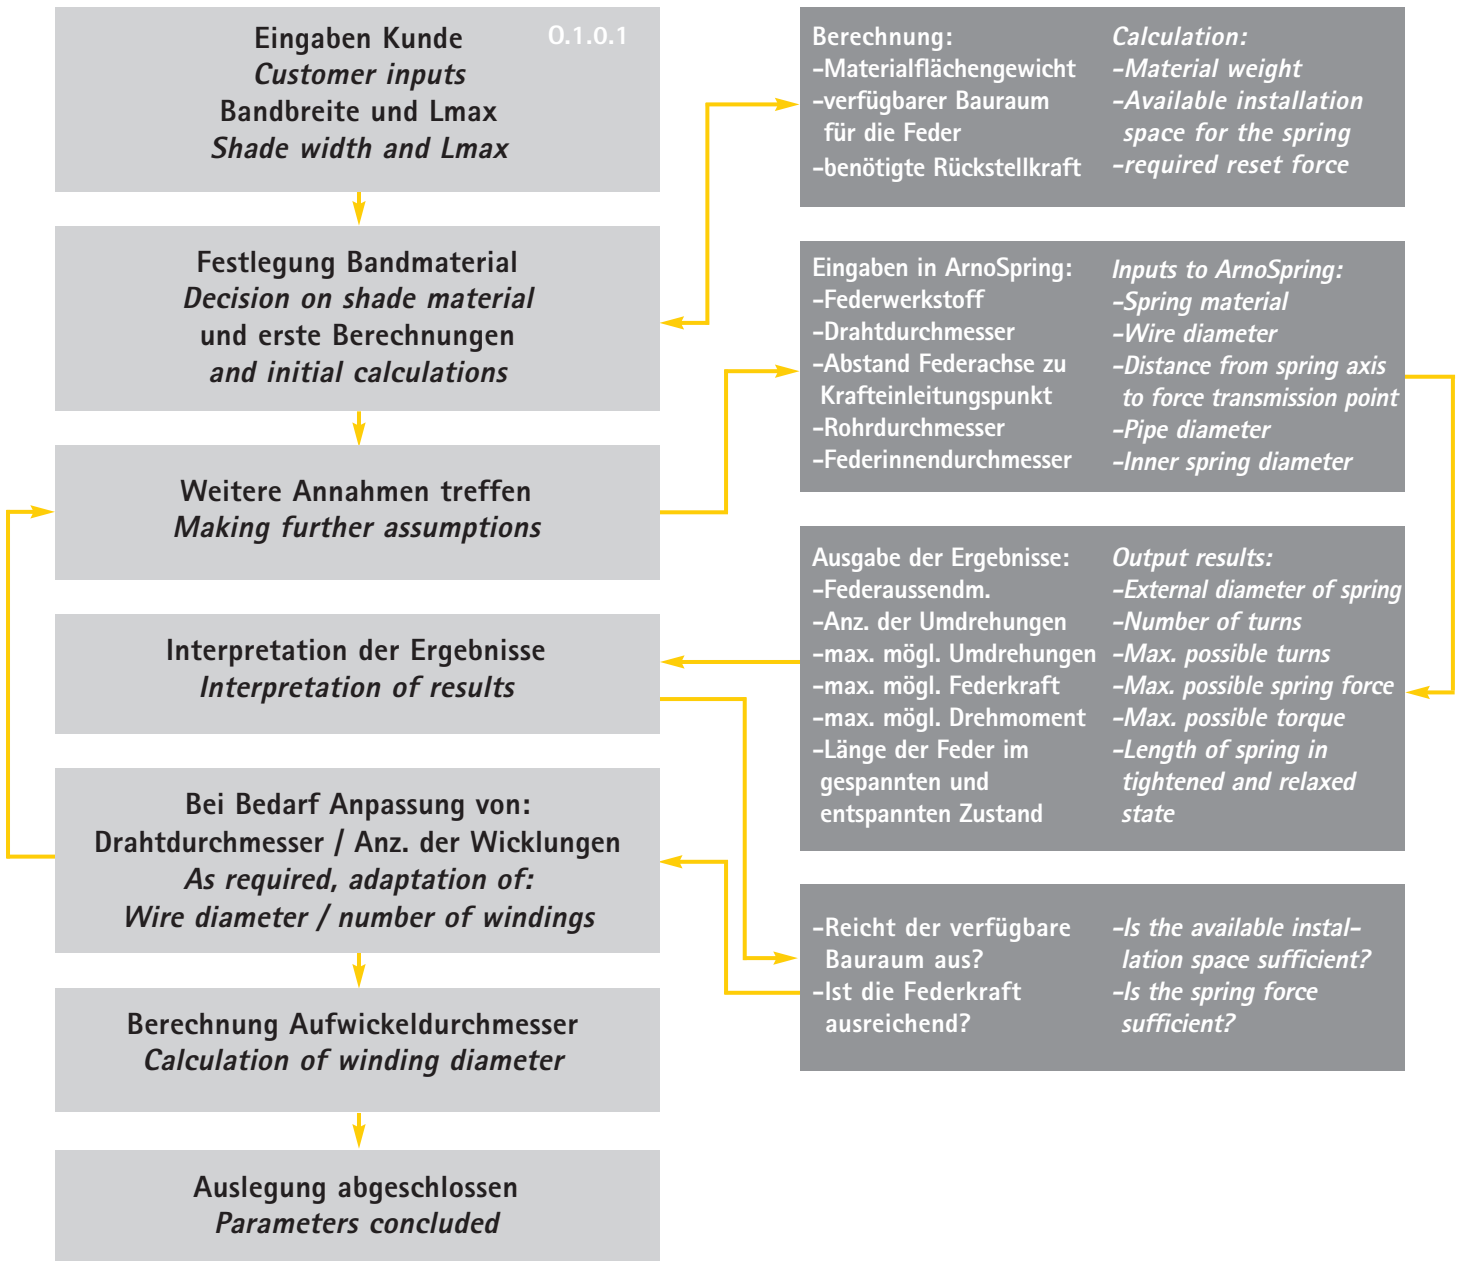 Eingaben Kunde
0.1.0.1
Customer inputs
Bandbreite und Lmax
Shade width and Lmax
Festlegung Bandmaterial
Decision on shade material
und erste Berechnungen
and initial calculations
Weitere Annahmen treffen
Making further assumptions
Interpretation der Ergebnisse
Interpretation of results
Bei Bedarf Anpassung von:
Drahtdurchmesser / Anz. der Wicklungen
As required, adaptation of:
Wire diameter / number of windings
Berechnung Aufwickeldurchmesser
Calculation of winding diameter
Auslegung abgeschlossen
Parameters concluded
Berechnung:
-Materialflächengewicht
-verfügbarer Bauraum
für die Feder
-benötigte Rückstellkraft
Calculation:
-Material weight
-Available installation
space for the spring
-required reset force
Eingaben in ArnoSpring:
-Federwerkstoff
-Drahtdurchmesser
-Abstand Federachse zu
Krafteinleitungspunkt
-Rohrdurchmesser
-Federinnendurchmesser
Inputs to ArnoSpring:
-Spring material
-Wire diameter
-Distance from spring axis
to force transmission point
-Pipe diameter
-Inner spring diameter
Ausgabe der Ergebnisse:
-Federaussendm.
-Anz. der Umdrehungen
-max. mögl. Umdrehungen
-max. mögl. Federkraft
-max. mögl. Drehmoment
-Länge der Feder im
gespannten und
entspannten Zustand
Output results:
-External diameter of spring
-Number of turns
-Max. possible turns
-Max. possible spring force
-Max. possible torque
-Length of spring in
tightened and relaxed
state
-Reicht der verfügbare
Bauraum aus?
-Ist die Federkraft
ausreichend?
-Is the available instal-
lation space sufficient?
-Is the spring force
sufficient?